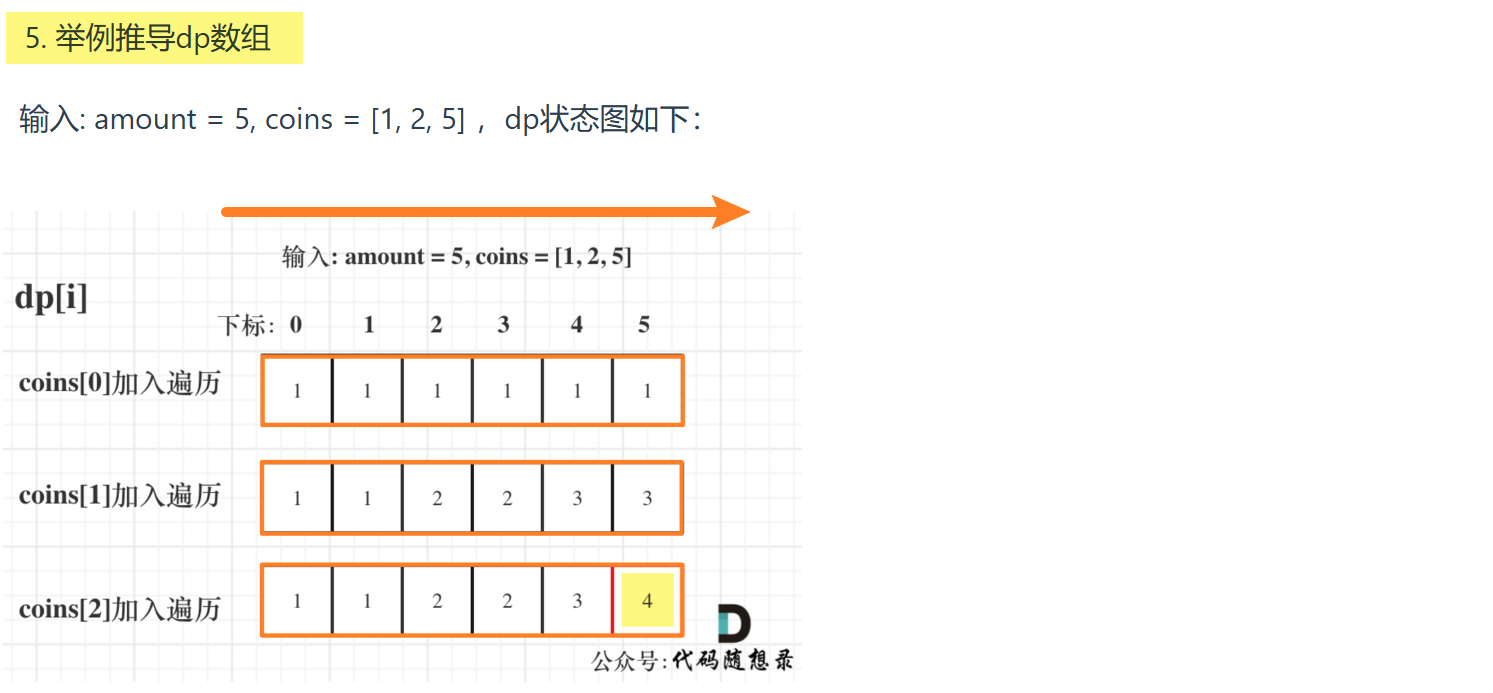 5. 举例推导dp数组
输入: amount = 5, coins = [1, 2, 5] ，dp状态图如下：
输入: amount = 5, coins = [1, 2, 5]
dp[i]
下标: 0 1 2 3 4 5
coins[0]加入遍历 1 1 1 1 1 1
coins[1]加入遍历 1 1 2 2 3 3
coins[2]加入遍历 1 1 2 2 3 4
公众号:代码随想录